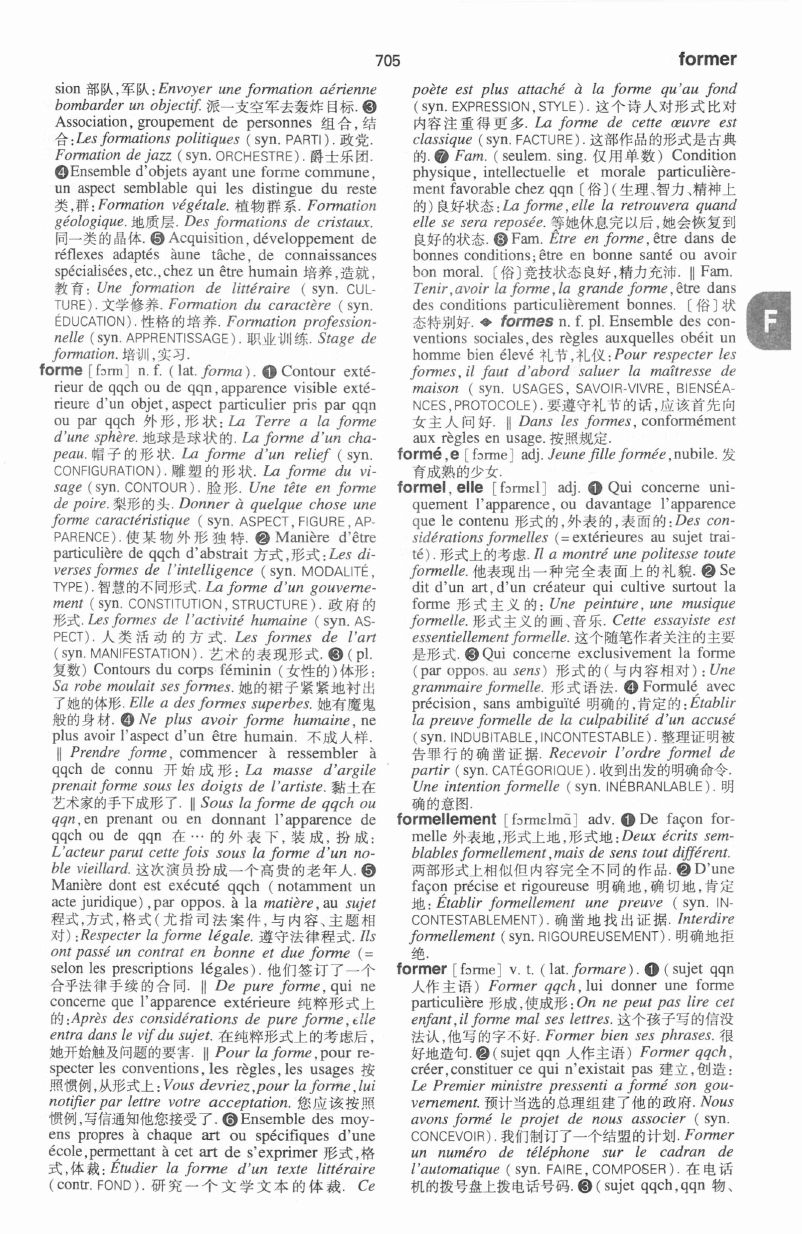 705
former
sion 部队,军队:Envoyer une formation aérienne
bombarder un objectif. 派一支空军去轰炸目标. ❸
Association, groupement de personnes 组合,结
合:Les formations politiques ( syn. PARTI). 政党.
Formation de jazz ( syn. ORCHESTRE). 爵士乐团.
❹Ensemble d'objets ayant une forme commune,
un aspect semblable qui les distingue du reste
类,群:Formation végétale. 植物群系. Formation
géologique. 地质层. Des formations de cristaux.
同一类的晶体. ❺ Acquisition, développement de
réflexes adaptés àune tâche, de connaissances
spécialisées,etc.,chez un être humain 培养,造就,
教育: Une formation de littéraire ( syn. CUL-
TURE). 文学修养. Formation du caractère ( syn.
ÉDUCATION). 性格的培养. Formation profession-
nelle (syn. APPRENTISSAGE). 职业训练. Stage de
formation. 培训,实习.
forme [fɔrm] n. f. ( lat. forma). ❶ Contour exté-
rieur de qqch ou de qqn, apparence visible exté-
rieure d'un objet, aspect particulier pris par qqn
ou par qqch 外形,形状: La Terre a la forme
d'une sphère. 地球是球状的. La forme d'un cha-
peau. 帽子的形状. La forme d'un relief ( syn.
CONFIGURATION). 雕塑的形状. La forme du vi-
sage ( syn. CONTOUR). 脸形. Une tête en forme
de poire. 梨形的头. Donner à quelque chose une
forme caractéristique ( syn. ASPECT, FIGURE, AP-
PARENCE). 使某物外形独特. ❷ Manière d'être
particulière de qqch d'abstrait 方式,形式:Les di-
verses formes de l'intelligence ( syn. MODALITÉ,
TYPE). 智慧的不同形式. La forme d'un gouverne-
ment ( syn. CONSTITUTION, STRUCTURE). 政府的
形式. Les formes de l'activité humaine ( syn. AS-
PECT). 人类活动的方式. Les formes de l'art
(syn. MANIFESTATION). 艺术的表现形式. ❸ ( pl.
复数) Contours du corps féminin (女性的)体形:
Sa robe moulait ses formes. 她的裙子紧紧地衬出
了她的体形. Elle a des formes superbes. 她有魔鬼
般的身材. ❹ Ne plus avoir forme humaine, ne
plus avoir l'aspect d'un être humain. 不成人样.
‖ Prendre forme, commencer à ressembler à
qqch de connu 开始成形: La masse d'argile
prenait forme sous les doigts de l'artiste. 黏土在
艺术家的手下成形了. ‖ Sous la forme de qqch ou
qqn, en prenant ou en donnant l'apparence de
qqch ou de qqn 在 … 的外表下,装成,扮成:
L'acteur parut cette fois sous la forme d'un no-
ble vieillard. 这次演员扮成一个高贵的老年人. ❺
Manière dont est exécuté qqch ( notamment un
acte juridique), par oppos. à la matière, au sujet
程式,方式,格式(尤指司法案件,与内容、主题相
对):Respecter la forme légale. 遵守法律程式. Ils
ont passé un contrat en bonne et due forme (=
selon les prescriptions légales). 他们签订了一个
合乎法律手续的合同. ‖ De pure forme, qui ne
concerne que l'apparence extérieure 纯粹形式上
的:Après des considérations de pure forme, elle
entra dans le vif du sujet. 在纯粹形式上的考虑后,
她开始触及问题的要害. ‖ Pour la forme, pour re-
specter les conventions, les règles, les usages 按
照惯例,从形式上: Vous devriez, pour la forme, lui
notifier par lettre votre acceptation. 您应该按照
惯例,写信通知他您接受了. ❻Ensemble des moy-
ens propres à chaque art ou spécifiques d'une
école, permettant à cet art de s'exprimer 形式,格
式,体裁: Étudier la forme d'un texte littéraire
( contr. FOND). 研究一个文学文本的体裁. Ce
poète est plus attaché à la forme qu'au fond
( syn. EXPRESSION, STYLE). 这个诗人对形式比对
内容注重得更多. La forme de cette œuvre est
classique ( syn. FACTURE). 这部作品的形式是古典
的. ❼ Fam. ( seulem. sing. 仅用单数) Condition
physique, intellectuelle et morale particulière-
ment favorable chez qqn 〔俗〕(生理、智力、精神上
的)良好状态: La forme, elle la retrouvera quand
elle se sera reposée. 等她休息完以后,她会恢复到
良好的状态. ❽ Fam. Être en forme, être dans de
bonnes conditions; être en bonne santé ou avoir
bon moral. 〔俗〕竞技状态良好,精力充沛. ‖ Fam.
Tenir, avoir la forme, la grande forme, être dans
des conditions particulièrement bonnes. 〔俗〕状
态特别好. ◆ formes n. f. pl. Ensemble des con-
ventions sociales, des règles auxquelles obéit un
homme bien élevé 礼节,礼仪: Pour respecter les
formes, il faut d'abord saluer la maîtresse de
maison ( syn. USAGES, SAVOIR-VIVRE, BIENSÉA-
NCES, PROTOCOLE). 要遵守礼节的话,应该首先向
女主人问好. ‖ Dans les formes, conformément
aux règles en usage. 按照规定.
F
formé, e [fɔrme] adj. Jeune fille formée, nubile. 发
育成熟的少女.
formel, elle [fɔrmɛl] adj. ❶ Qui concerne uni-
quement l'apparence, ou davantage l'apparence
que le contenu 形式的,外表的,表面的: Des con-
sidérations formelles (= extérieures au sujet trai-
té). 形式上的考虑. Il a montré une politesse toute
formelle. 他表现出一种完全表面上的礼貌. ❷ Se
dit d'un art, d'un créateur qui cultive surtout la
forme 形式主义的: Une peinture, une musique
formelle. 形式主义的画、音乐. Cette essayiste est
essentiellement formelle. 这个随笔作者关注的主要
是形式. ❸ Qui concerne exclusivement la forme
(par oppos. au sens) 形式的(与内容相对): Une
grammaire formelle. 形式语法. ❹ Formulé avec
précision, sans ambiguïté 明确的,肯定的: Établir
la preuve formelle de la culpabilité d'un accusé
(syn. INDUBITABLE, INCONTESTABLE). 整理证明被
告罪行的确凿证据. Recevoir l'ordre formel de
partir ( syn. CATÉGORIQUE). 收到出发的明确命令.
Une intention formelle ( syn. INÉBRANLABLE). 明
确的意图.
formellement [fɔrmɛlmɑ̃] adv. ❶ De façon for-
melle 外表地,形式上地,形式地: Deux écrits sem-
blables formellement, mais de sens tout différent.
两部形式上相似但内容完全不同的作品. ❷ D'une
façon précise et rigoureuse 明确地,确切地,肯定
地: Établir formellement une preuve ( syn. IN-
CONTESTABLEMENT). 确凿地找出证据. Interdire
formellement ( syn. RIGOUREUSEMENT). 明确地拒
绝.
former [fɔrme] v. t. ( lat. formare). ❶ (sujet qqn
人作主语) Former qqch, lui donner une forme
particulière 形成,使成形: On ne peut pas lire cet
enfant, il forme mal ses lettres. 这个孩子写的信没
法认,他写的字不好. Former bien ses phrases. 很
好地造句. ❷(sujet qqn 人作主语) Former qqch,
créer, constituer ce qui n'existait pas 建立,创造:
Le Premier ministre pressenti a formé son gou-
vernement. 预计当选的总理组建了他的政府. Nous
avons formé le projet de nous associer ( syn.
CONCEVOIR). 我们制订了一个结盟的计划. Former
un numéro de téléphone sur le cadran de
l'automatique ( syn. FAIRE, COMPOSER). 在电话
机的拨号盘上拨电话号码. ❸ ( sujet qqch, qqn 物、